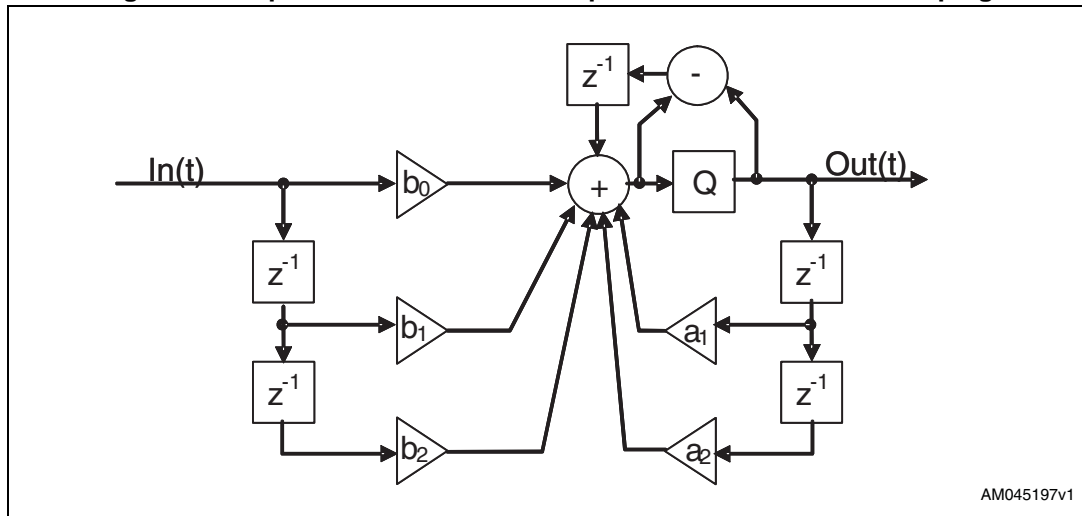 z⁻¹
-
In(t)
b₀
+
Q
Out(t)
z⁻¹
z⁻¹
b₁
a₁
z⁻¹
z⁻¹
b₂
a₂
AM045197v1